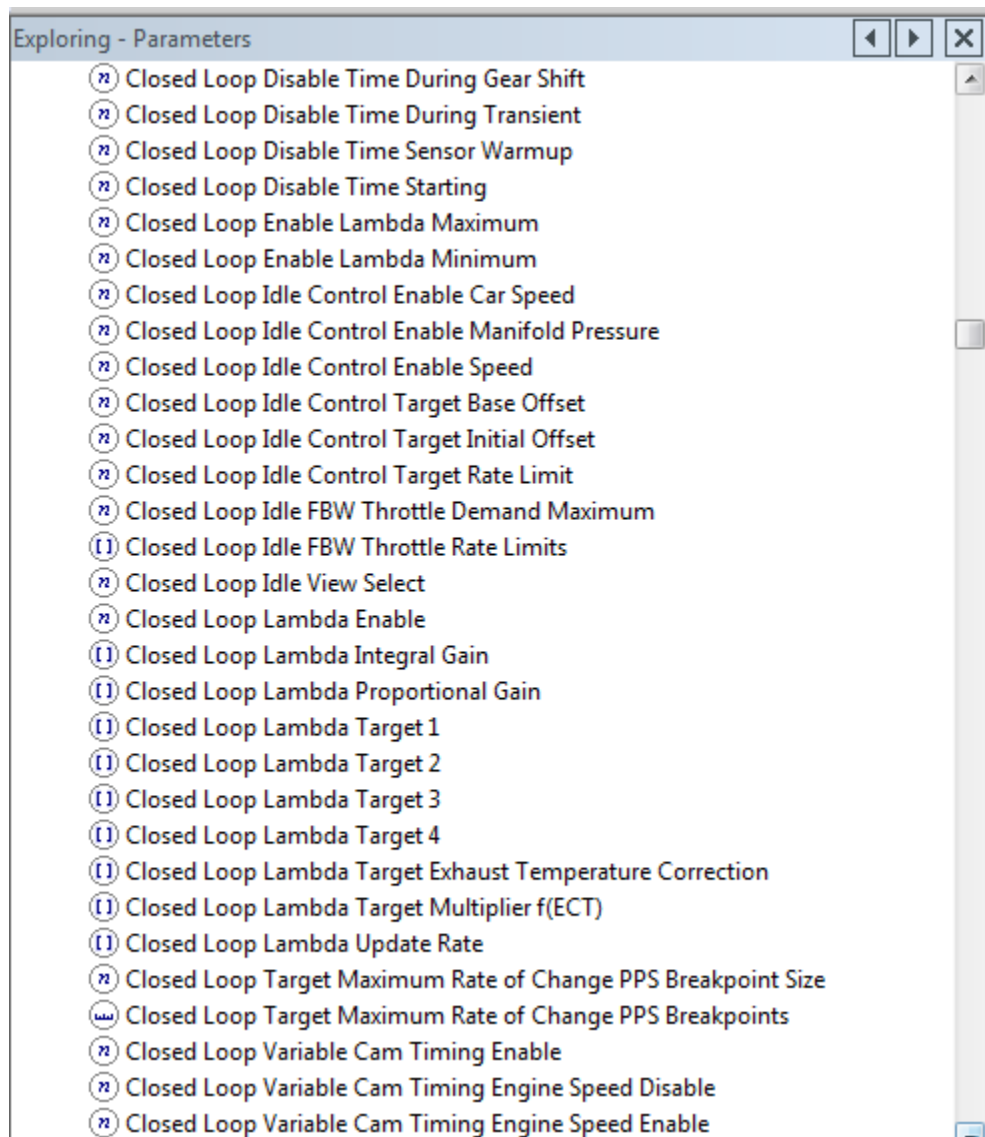 Exploring - Parameters
Closed Loop Disable Time During Gear Shift
Closed Loop Disable Time During Transient
Closed Loop Disable Time Sensor Warmup
Closed Loop Disable Time Starting
Closed Loop Enable Lambda Maximum
Closed Loop Enable Lambda Minimum
Closed Loop Idle Control Enable Car Speed
Closed Loop Idle Control Enable Manifold Pressure
Closed Loop Idle Control Enable Speed
Closed Loop Idle Control Target Base Offset
Closed Loop Idle Control Target Initial Offset
Closed Loop Idle Control Target Rate Limit
Closed Loop Idle FBW Throttle Demand Maximum
Closed Loop Idle FBW Throttle Rate Limits
Closed Loop Idle View Select
Closed Loop Lambda Enable
Closed Loop Lambda Integral Gain
Closed Loop Lambda Proportional Gain
Closed Loop Lambda Target 1
Closed Loop Lambda Target 2
Closed Loop Lambda Target 3
Closed Loop Lambda Target 4
Closed Loop Lambda Target Exhaust Temperature Correction
Closed Loop Lambda Target Multiplier f(ECT)
Closed Loop Lambda Update Rate
Closed Loop Target Maximum Rate of Change PPS Breakpoint Size
Closed Loop Target Maximum Rate of Change PPS Breakpoints
Closed Loop Variable Cam Timing Enable
Closed Loop Variable Cam Timing Engine Speed Disable
Closed Loop Variable Cam Timing Engine Speed Enable